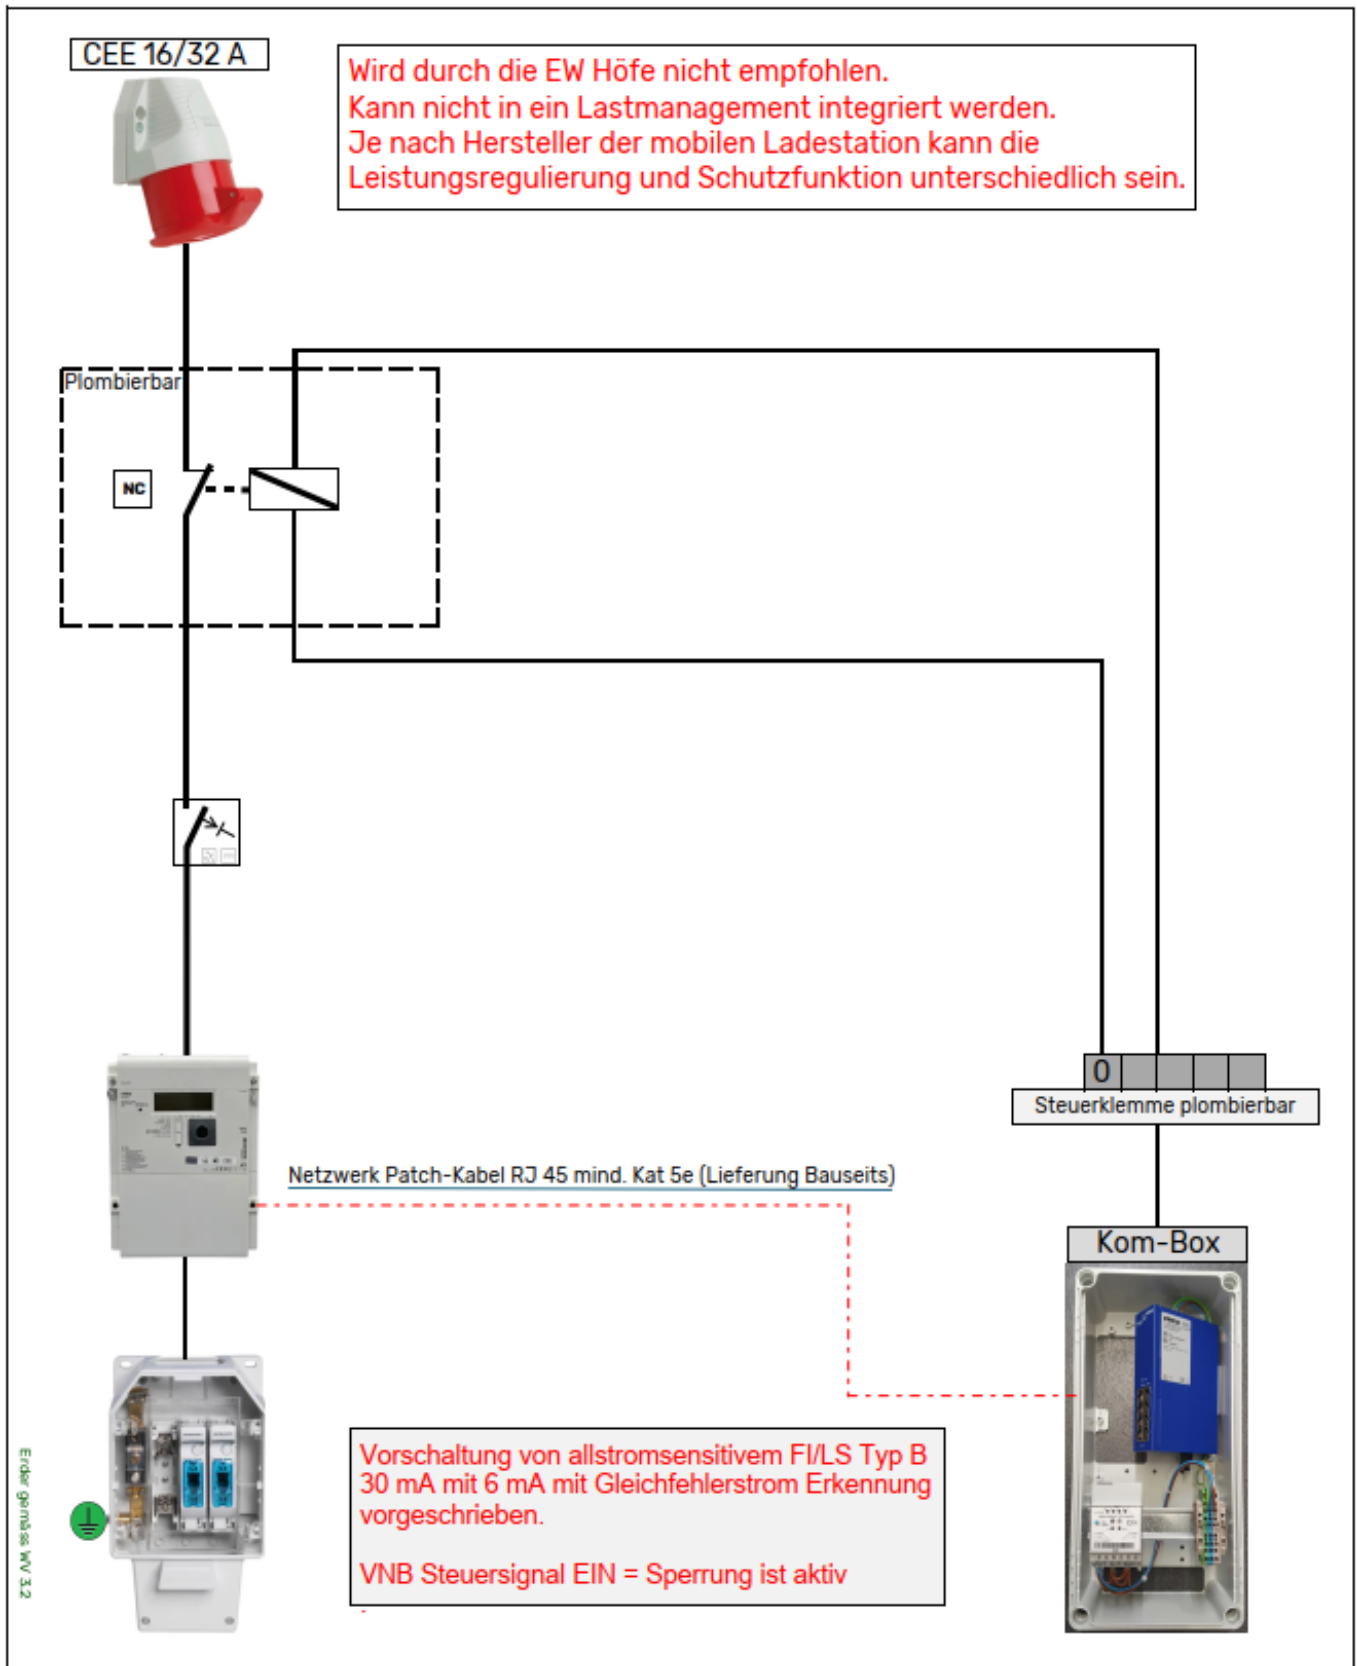 CEE 16/32 A
Wird durch die EW Höfe nicht empfohlen.
Kann nicht in ein Lastmanagement integriert werden.
Je nach Hersteller der mobilen Ladestation kann die
Leistungsregulierung und Schutzfunktion unterschiedlich sein.
Plombierbar
NC
0
Steuerklemme plombierbar
Netzwerk Patch-Kabel RJ 45 mind. Kat 5e (Lieferung Bauseits)
Kom-Box
Erder gemäss WV 3.2
Vorschaltung von allstromsensitivem FI/LS Typ B
30 mA mit 6 mA mit Gleichfehlerstrom Erkennung
vorgeschrieben.
VNB Steuersignal EIN = Sperrung ist aktiv